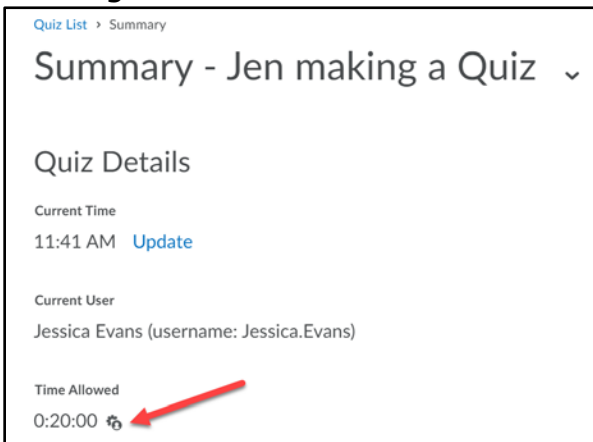 Quiz List › Summary
Summary - Jen making a Quiz
Quiz Details
Current Time
11:41 AM Update
Current User
Jessica Evans (username: Jessica.Evans)
Time Allowed
0:20:00